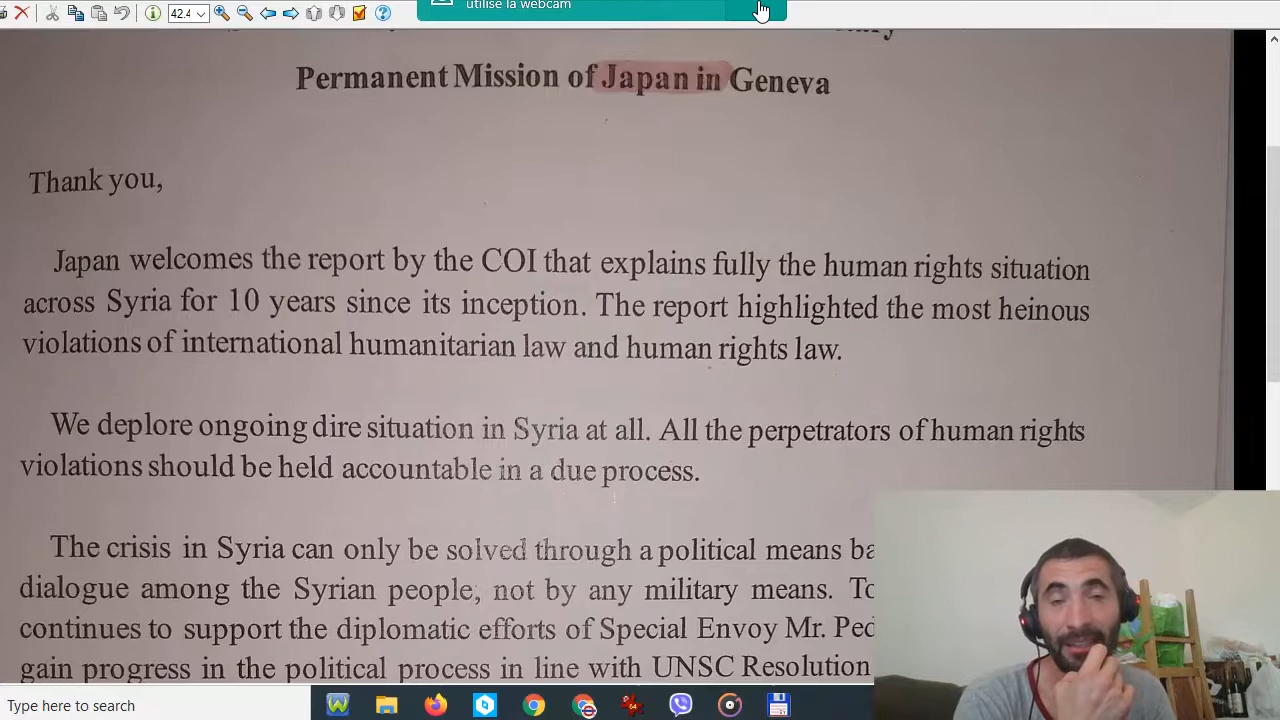 42.4
utilise la webcam
Permanent Mission of Japan in Geneva
Thank you,
Japan welcomes the report by the COI that explains fully the human rights situation
across Syria for 10 years since its inception. The report highlighted the most heinous
violations of international humanitarian law and human rights law.
We deplore ongoing dire situation in Syria at all. All the perpetrators of human rights
violations should be held accountable in a due process.
The crisis in Syria can only be solved through a political means ba
dialogue among the Syrian people, not by any military means. To
continues to support the diplomatic efforts of Special Envoy Mr. Ped
gain progress in the political process in line with UNSC Resolution
Type here to search
64